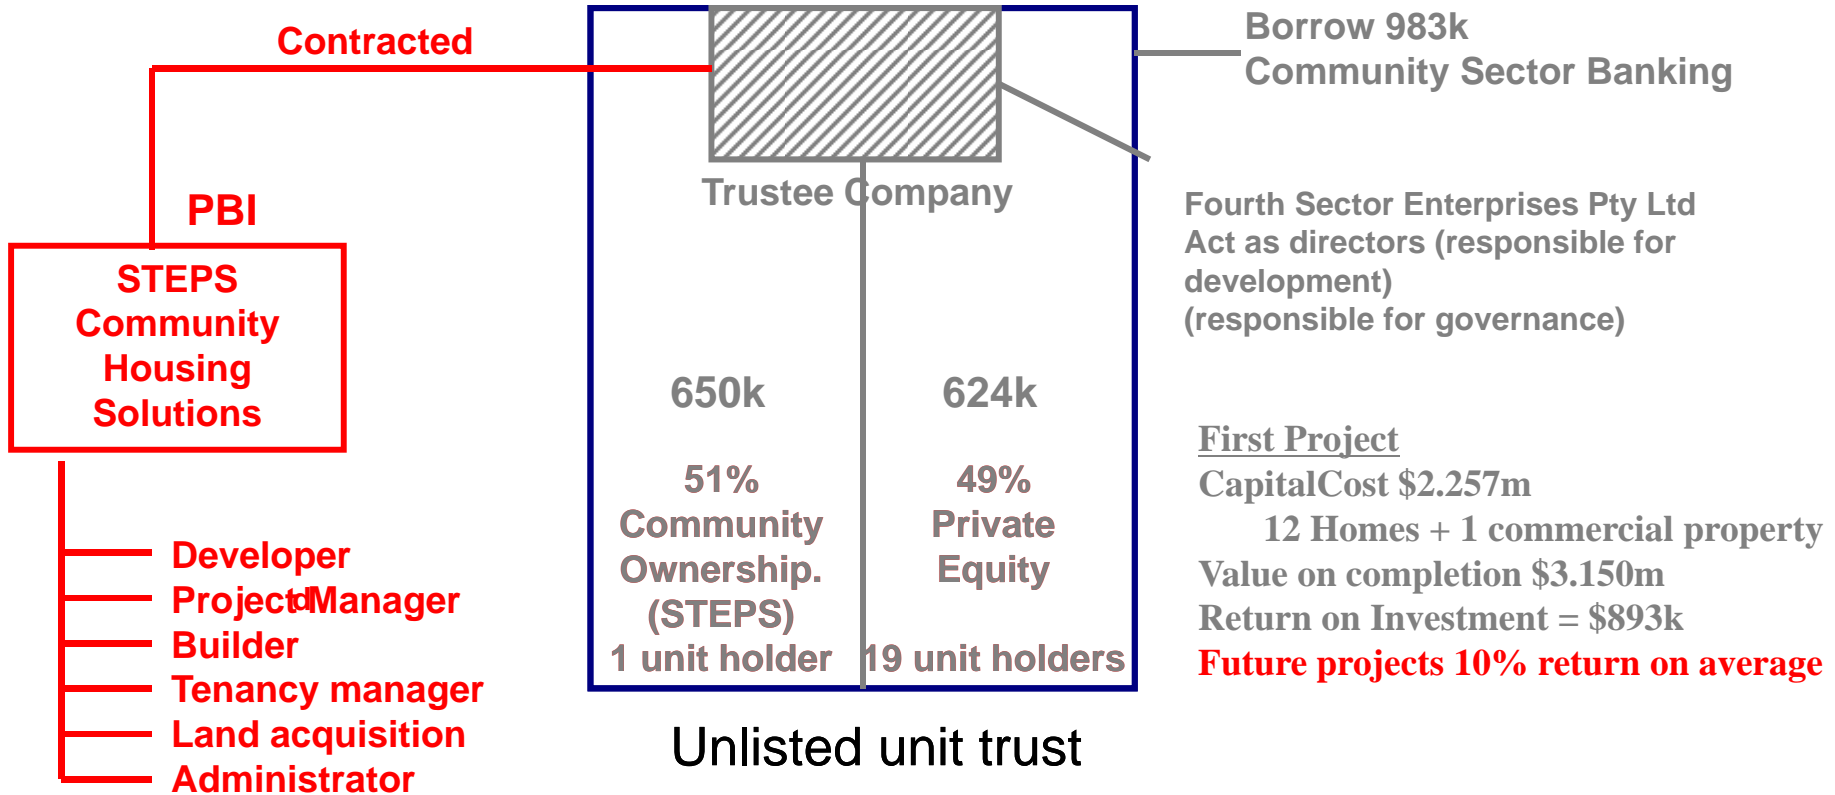 Contracted
PBI
STEPS
Community
Housing
Solutions
Developer
ProjectdManager
Builder
Tenancy manager
Land acquisition
Administrator
Trustee Company
650k
51%
Community
Ownership.
(STEPS)
1 unit holder
624k
49%
Private
Equity
19 unit holders
Unlisted unit trust
Borrow 983k
Community Sector Banking
Fourth Sector Enterprises Pty Ltd
Act as directors (responsible for
development)
(responsible for governance)
First Project
CapitalCost $2.257m
12 Homes + 1 commercial property
Value on completion $3.150m
Return on Investment = $893k
Future projects 10% return on average